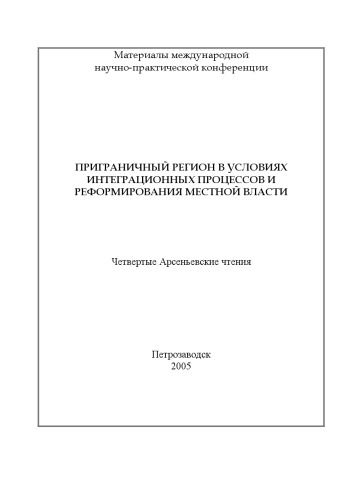 Материалы международной
научно-практической конференции
ПРИГРАНИЧНЫЙ РЕГИОН В УСЛОВИЯХ
ИНТЕГРАЦИОННЫХ ПРОЦЕССОВ И
РЕФОРМИРОВАНИЯ МЕСТНОЙ ВЛАСТИ
Четвертые Арсеньевские чтения
Петрозаводск
2005